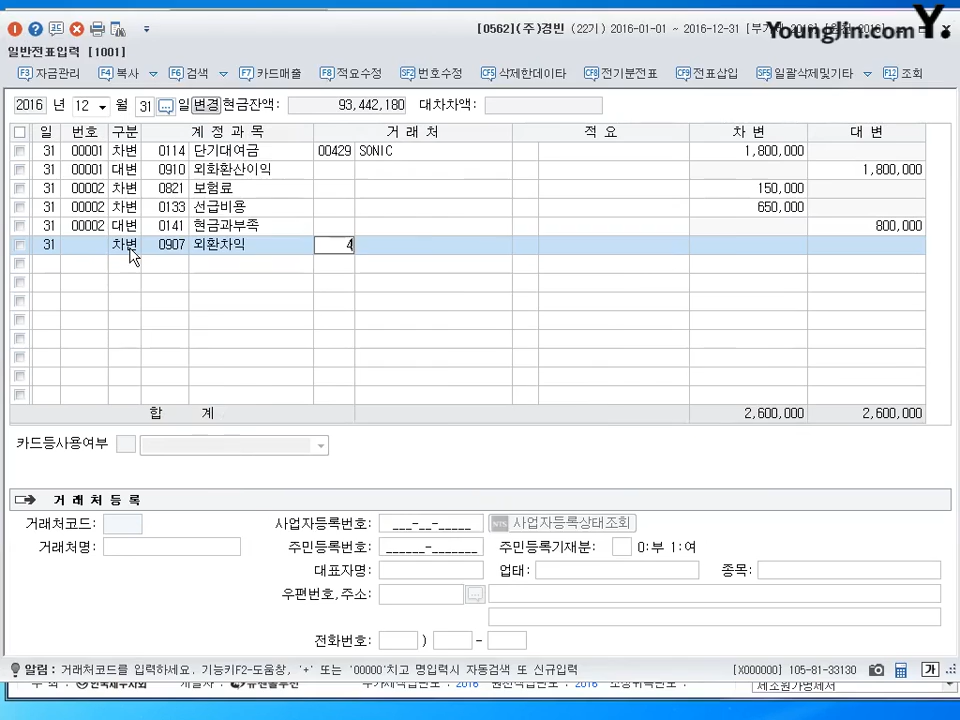 [0562](주)경빈 (22기) 2016-01-01 ~ 2016-12-31
Younglin.com Y.
일반전표입력 [1001]
F3 자금관리 F4 복사 F6 검색 F7 카드매출 F8 적요수정 SF2 번호수정 CF5 삭제한데이타 CF8 전기분전표 CF9 전표삽입 SF5 일괄삭제및기타 F12 조회
2016 년 12 월 31 일 변경 현금잔액: 93,442,180 대차차액:
일 번호 구분 계정과목 거래처 적요 차변 대변
31 00001 차변 0114 단기대여금 00429 SONIC 1,800,000
31 00001 대변 0910 외화환산이익 1,800,000
31 00002 차변 0821 보험료 150,000
31 00002 차변 0133 선급비용 650,000
31 00002 대변 0141 현금과부족 800,000
31 차변 0907 외환차익 4
합 계 2,600,000 2,600,000
카드등사용여부
거래처등록
거래처코드: 사업자등록번호: ___-__-_____ NTS 사업자등록상태조회
거래처명: 주민등록번호: ______-_______ 주민등록기재분: 0:부 1:여
대표자명: 업태: 종목:
우편번호,주소:
전화번호: ) -
알림: 거래처코드를 입력하세요. 기능키F2-도움창, '+' 또는 '00000'치고 명입력시 자동검색 또 신규입력 [X000000] 105-81-33130 가
2016 2016